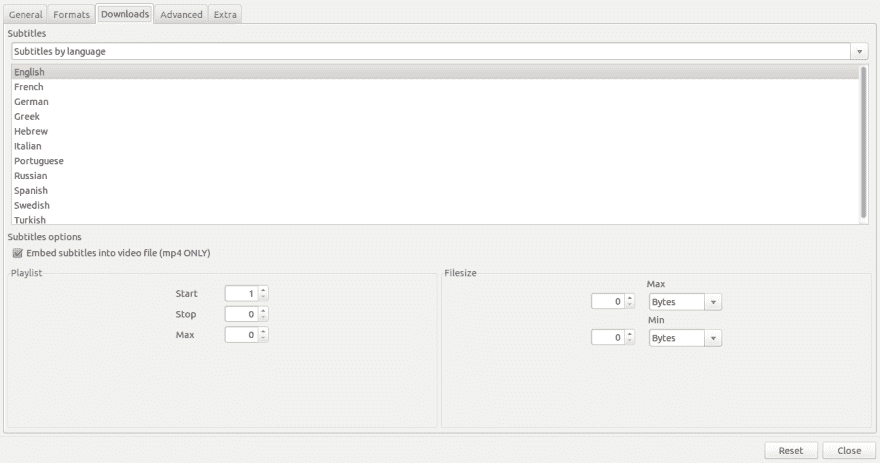 General Formats Downloads Advanced Extra
Subtitles
Subtitles by language
English
French
German
Greek
Hebrew
Italian
Portuguese
Russian
Spanish
Swedish
Turkish
Subtitles options
Embed subtitles into video file (mp4 ONLY)
Playlist
Start 1
Stop 0
Max 0
Filesize
Max
0 Bytes
Min
0 Bytes
Reset Close